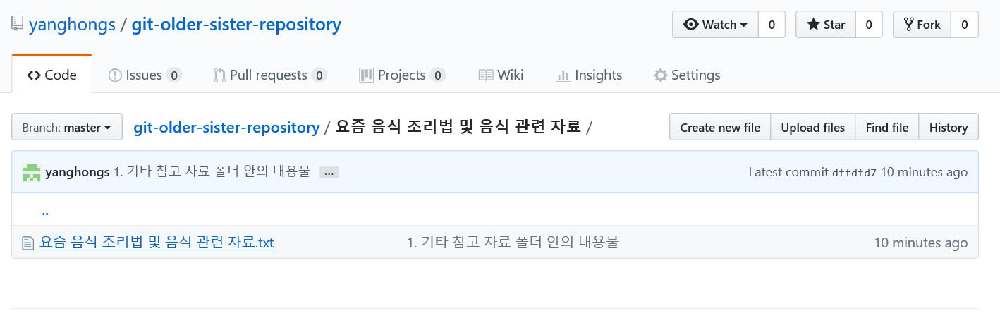 yanghongs / git-older-sister-repository Watch 0 Star 0 Fork 0
Code Issues 0 Pull requests 0 Projects 0 Wiki Insights Settings
Branch: master git-older-sister-repository / 요즘 음식 조리법 및 음식 관련 자료 / Create new file Upload files Find file History
yanghongs 1. 기타 참고 자료 폴더 안의 내용물 ... Latest commit dffdfd7 10 minutes ago
..
요즘 음식 조리법 및 음식 관련 자료.txt 1. 기타 참고 자료 폴더 안의 내용물 10 minutes ago